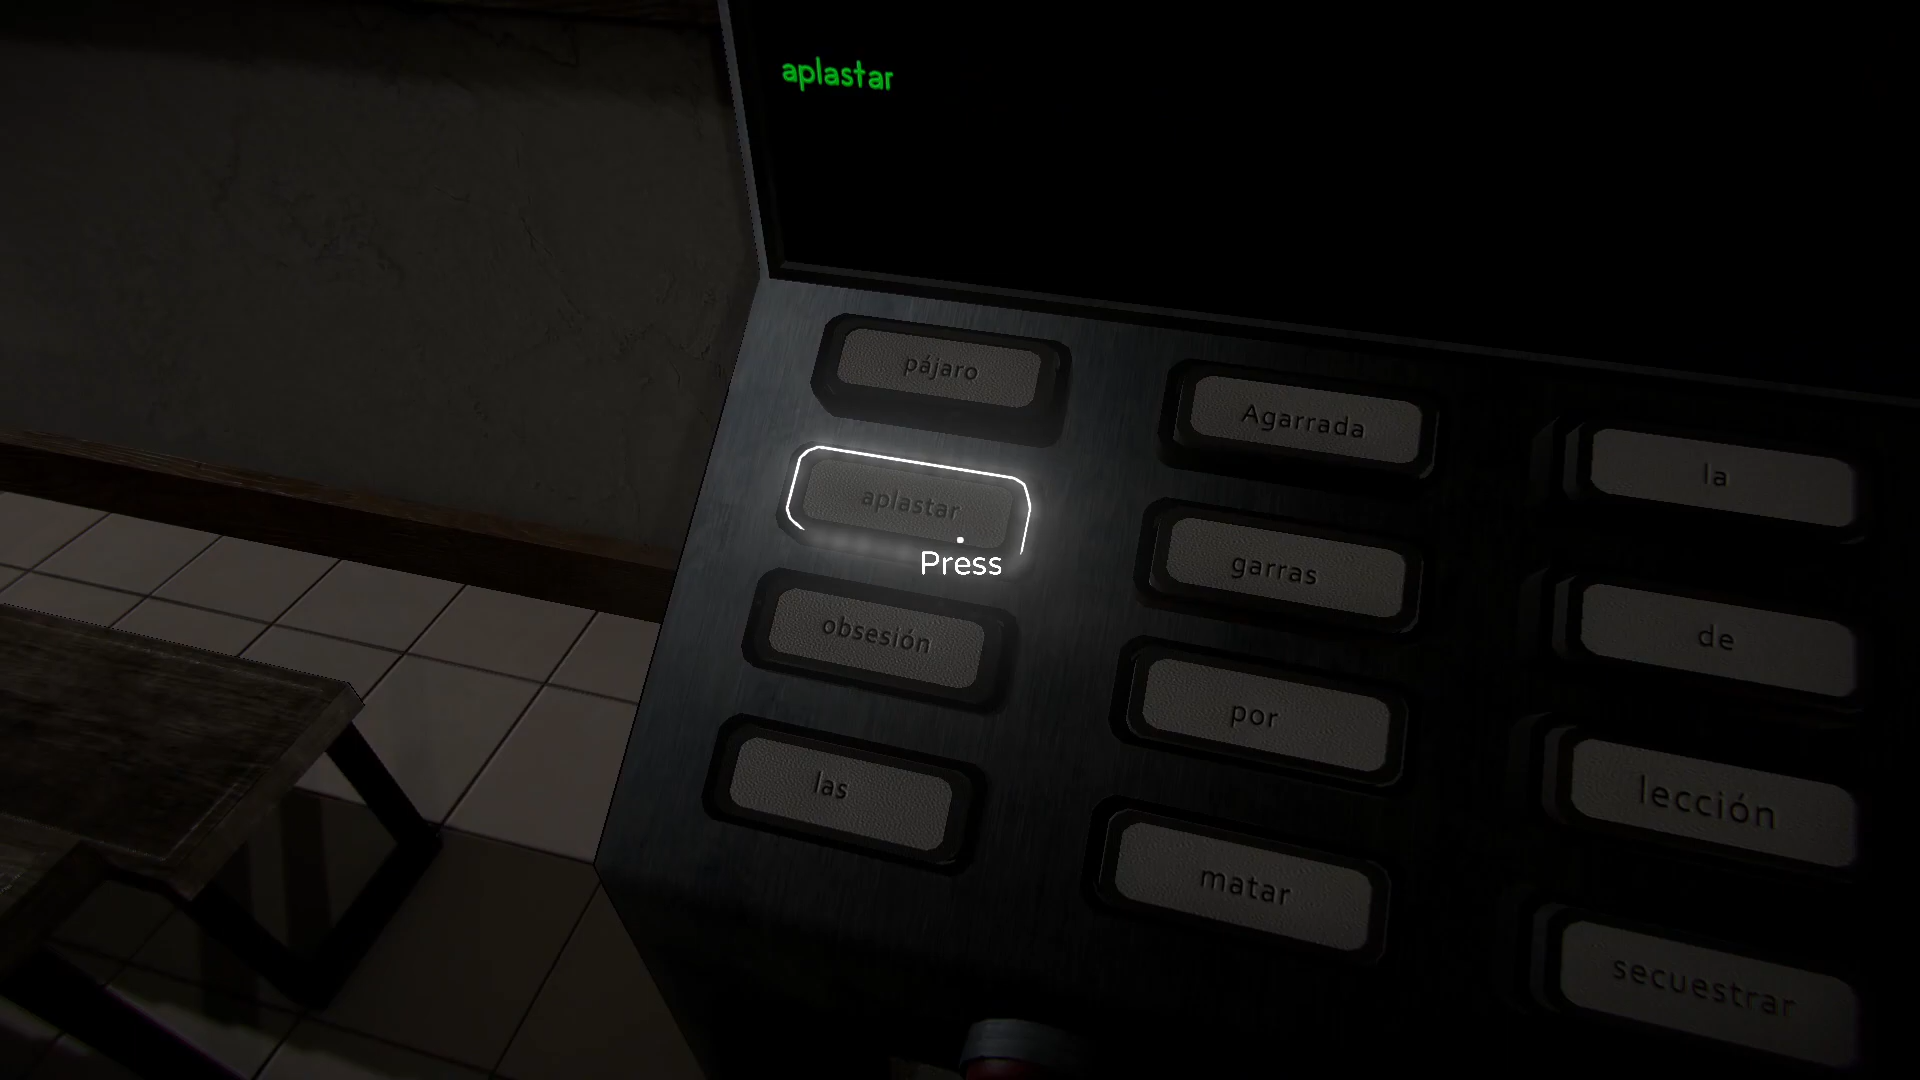 aplastar
pájaro
Agarrada
la
aplastar
Press
garras
de
obsesión
por
lección
las
matar
secuestrar